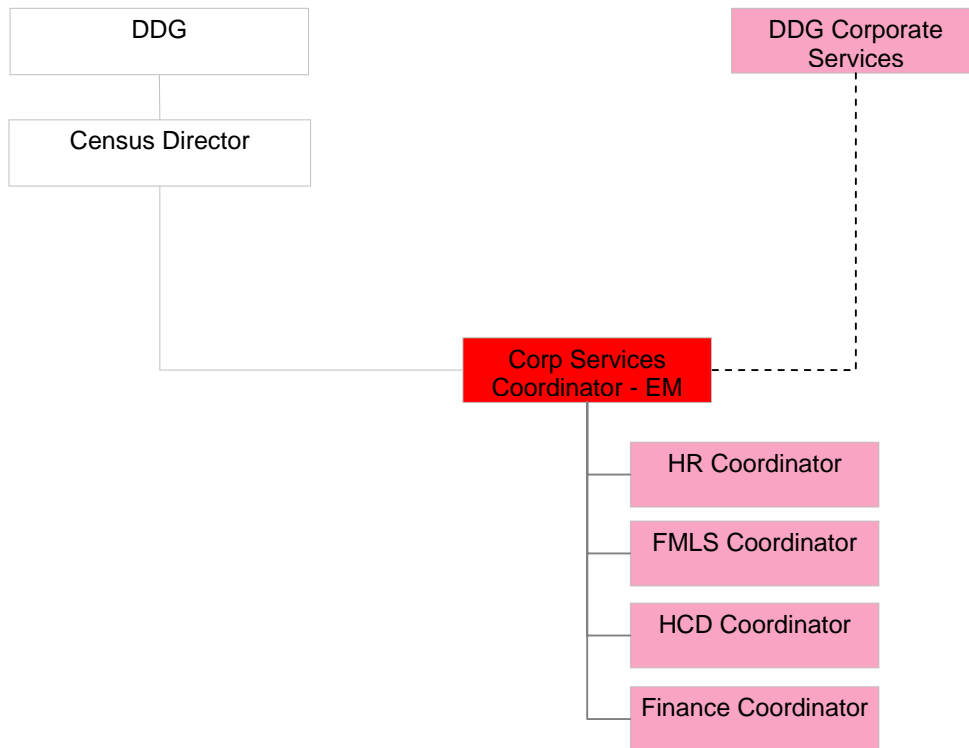 DDG
DDG Corporate
Services
Census Director
Corp Services
Coordinator - EM
HR Coordinator
FMLS Coordinator
HCD Coordinator
Finance Coordinator